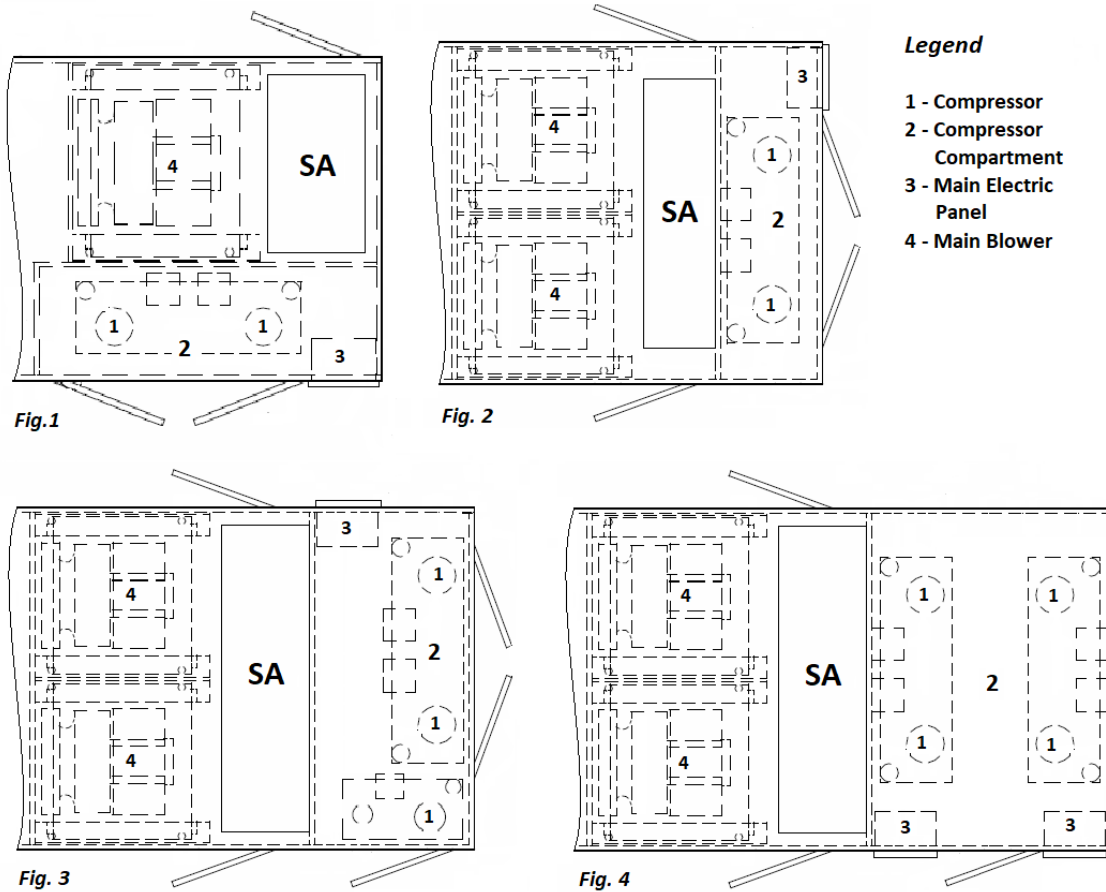 Legend
1 - Compressor
2 - Compressor
Compartment
3 - Main Electric
Panel
4 - Main Blower
4
SA
1
2
1
3
Fig.1
3
4
1
SA
2
4
1
Fig. 2
3
1
4
2
SA
1
4
1
Fig. 3
4
1
1
SA
2
1
1
4
3
3
Fig. 4